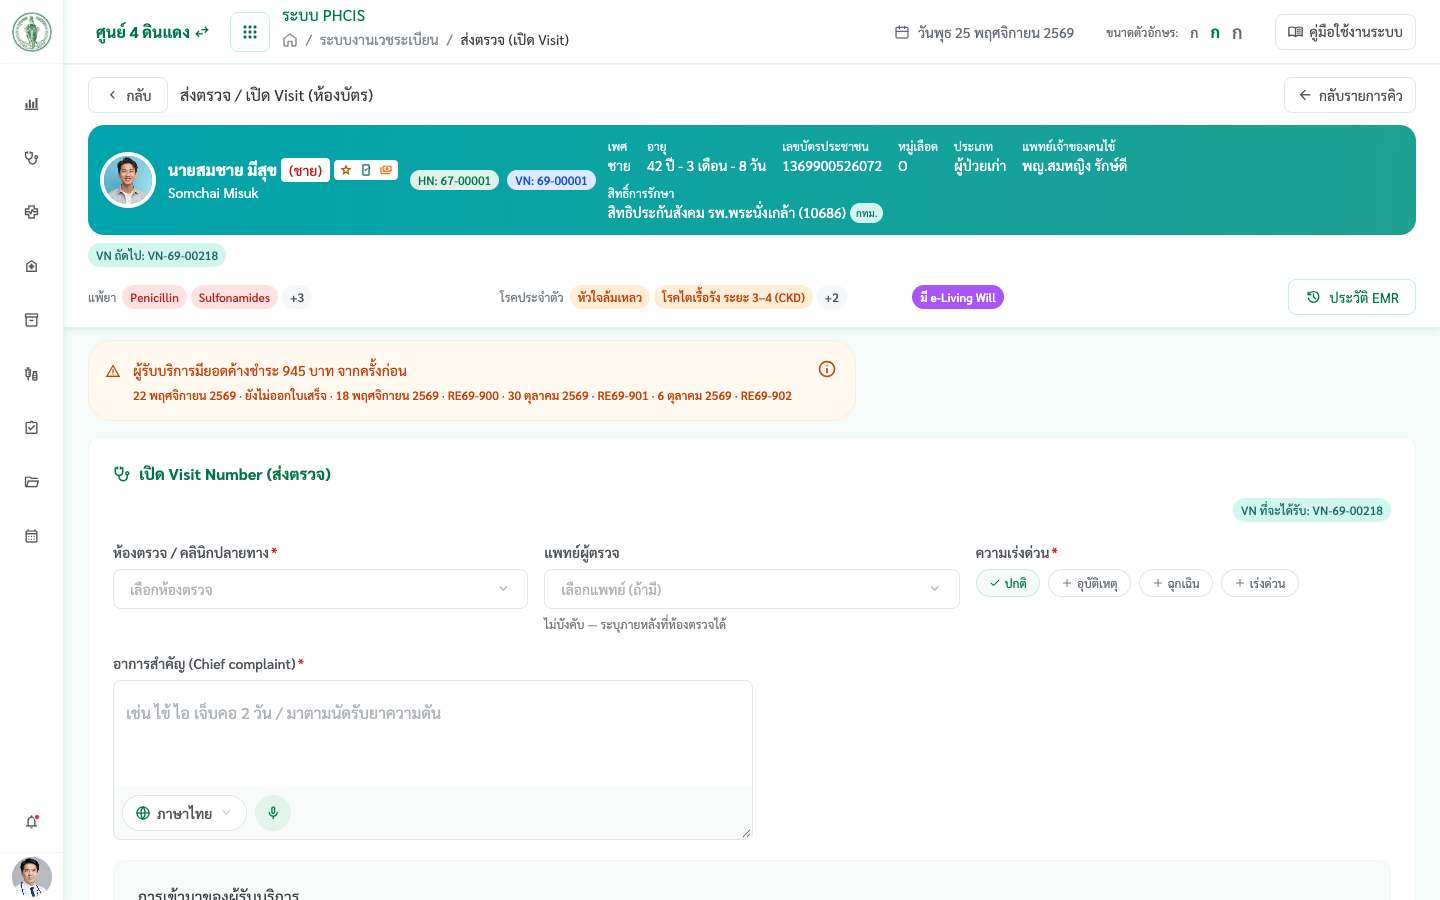 ศูนย์ 4 ดินแดง
ระบบ PHCIS
/ ระบบงานเวชระเบียน / ส่งตรวจ (เปิด Visit)
วันพุธ 25 พฤศจิกายน 2569
ขนาดตัวอักษร: ก ก ก
คู่มือใช้งานระบบ
กลับ
ส่งตรวจ / เปิด Visit (ห้องบัตร)
กลับรายการคิว
นายสมชาย มีสุข (ชาย)
Somchai Misuk
HN: 67-00001
VN: 69-00001
เพศ อายุ เลขบัตรประชาชน หมู่เลือด ประเภท แพทย์เจ้าของคนไข้
ชาย 42 ปี - 3 เดือน - 8 วัน 1369900526072 O ผู้ป่วยเก่า พญ.สมหญิง รักษ์ดี
สิทธิ์การรักษา
สิทธิประกันสังคม รพ.พระนั่งเกล้า (10686) กทม.
VN ถัดไป: VN-69-00218
แพ้ยา Penicillin Sulfonamides +3
โรคประจำตัว หัวใจล้มเหลว โรคไตเรื้อรัง ระยะ 3–4 (CKD) +2
มี e-Living Will
ประวัติ EMR
ผู้รับบริการมียอดค้างชำระ 945 บาท จากครั้งก่อน
22 พฤศจิกายน 2569 · ยังไม่ออกใบเสร็จ · 18 พฤศจิกายน 2569 · RE69-900 · 30 ตุลาคม 2569 · RE69-901 · 6 ตุลาคม 2569 · RE69-902
เปิด Visit Number (ส่งตรวจ)
VN ที่จะได้รับ: VN-69-00218
ห้องตรวจ / คลินิกปลายทาง *
เลือกห้องตรวจ
แพทย์ผู้ตรวจ
เลือกแพทย์ (ถ้ามี)
ไม่บังคับ — ระบุภายหลังที่ห้องตรวจได้
ความเร่งด่วน *
ปกติ อุบัติเหตุ ฉุกเฉิน เร่งด่วน
อาการสำคัญ (Chief complaint) *
เช่น ไข้ ไอ เจ็บคอ 2 วัน / มาตามนัดรับยาความดัน
ภาษาไทย
การเข้ามาของผู้รับบริการ